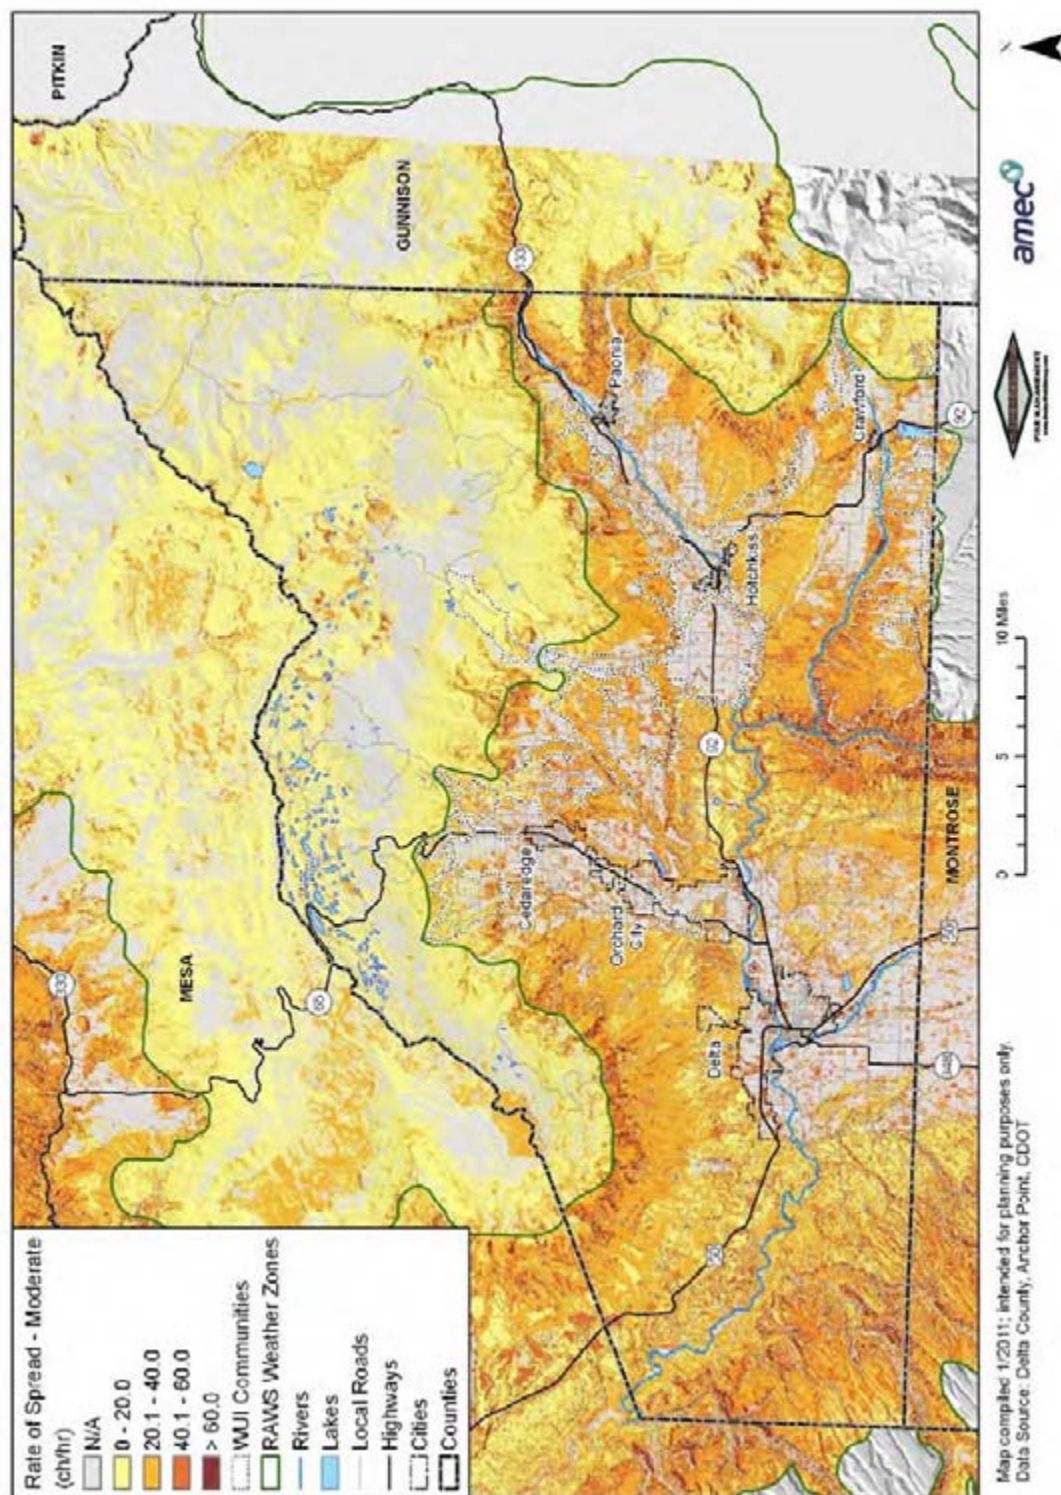 Rate of Spread - Moderate
(ch/hr)
N/A
0 - 20.0
20.1 - 40.0
40.1 - 60.0
> 60.0
WUI Communities
RAWS Weather Zones
Rivers
Lakes
Local Roads
Highways
Cities
Counties
PITKIN
GUNNISON
MESA
MONTROSE
330
65
133
92
92
50
50
348
Cedaredge
Orchard
City
Delta
Paonia
Hotchkiss
Crawford
0 5 10 Miles
N
amec
Map compiled 1/2011; intended for planning purposes only.
Data Source: Delta County, Anchor Point, CDOT